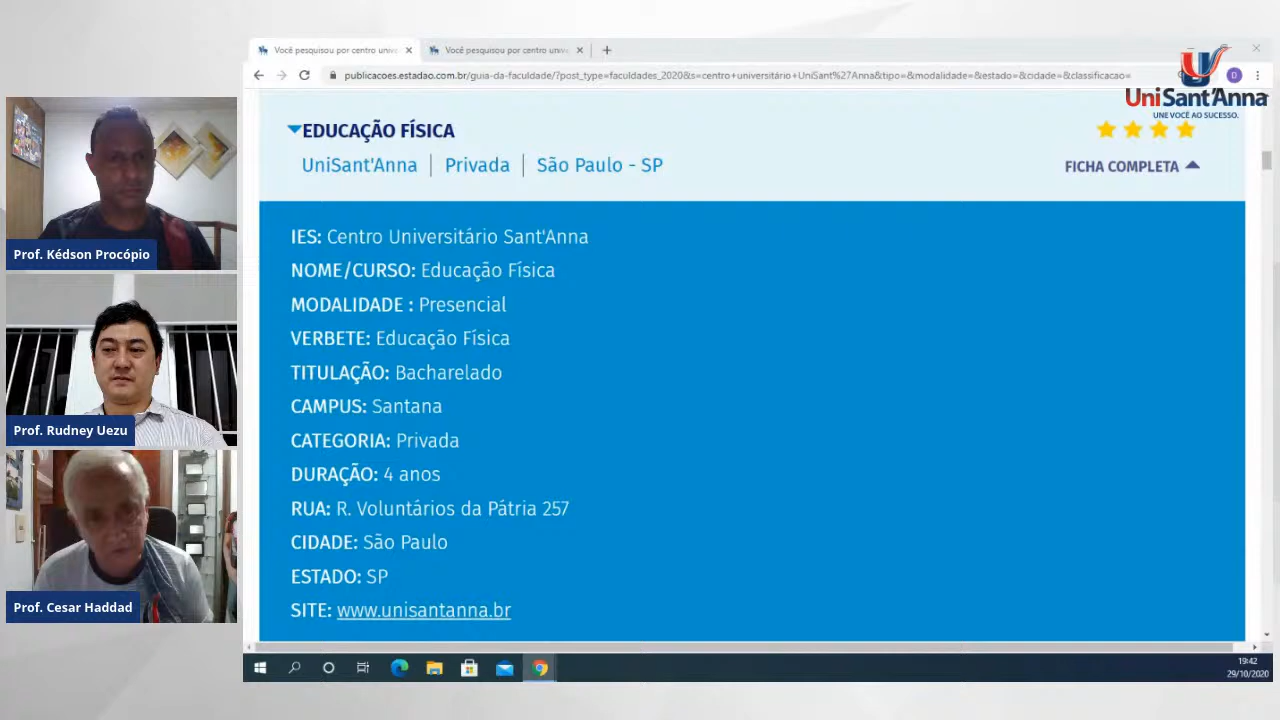 Você pesquisou por centro unive
Você pesquisou por centro unive
publicacoes.estadao.com.br/guia-da-faculdade/?post_type=faculdades_2020&s=centro+universitário+UniSant%27Anna&tipo=&modalidade=&estado=&cidade=&classificacao=
D
UniSant'Anna
UNE VOCÊ AO SUCESSO.
EDUCAÇÃO FÍSICA
UniSant'Anna | Privada | São Paulo - SP
FICHA COMPLETA
IES: Centro Universitário Sant'Anna
NOME/CURSO: Educação Física
MODALIDADE : Presencial
VERBETE: Educação Física
TITULAÇÃO: Bacharelado
CAMPUS: Santana
CATEGORIA: Privada
DURAÇÃO: 4 anos
RUA: R. Voluntários da Pátria 257
CIDADE: São Paulo
ESTADO: SP
SITE: www.unisantanna.br
Prof. Kédson Procópio
Prof. Rudney Uezu
Prof. Cesar Haddad
19:42
29/10/2020